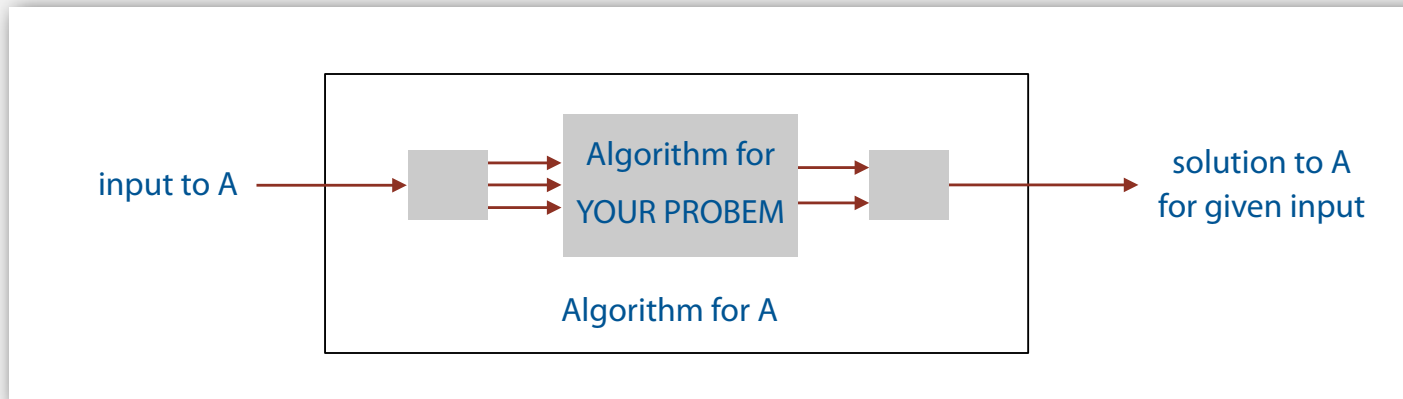 input to A
Algorithm for
YOUR PROBEM
Algorithm for A
solution to A
for given input